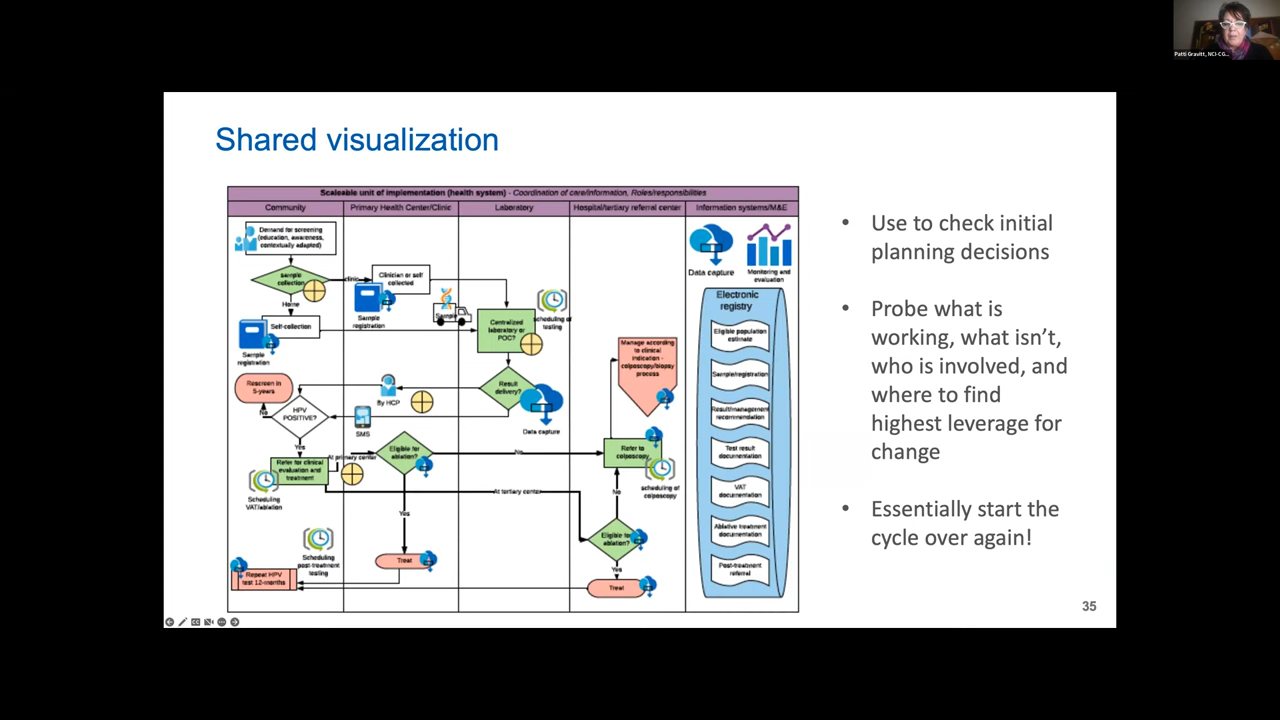 Patti Gravitt, NCI-CG...
Shared visualization
Scaleable unit of implementation (health system) - Coordination of care/information, Roles/responsibilities
Community
Primary Health Center/Clinic
Laboratory
Hospital/tertiary referral center
Information systems/M&E
Demand for screening
(education, awareness,
contextually adapted)
Sample
collection
clinic
Clinician or self
collected
Home
Self-collection
Sample
registration
Sample
registration
Sample
Centralized
laboratory or
POC?
scheduling of
testing
Result
delivery?
Data capture
By HCP
SMS
Rescreen in
5-years
No
HPV
POSITIVE?
Yes
Refer for clinical
evaluation and
treatment
At primary center
Eligible for
ablation?
No
Scheduling
VAT/ablation
At tertiary center
Yes
Scheduling
post-treatment
testing
Treat
Repeat HPV
test 12-months
Manage according
to clinical
indication -
colposcopy/biopsy
process
Refer to
colposcopy
scheduling of
colposcopy
No
Eligible for
ablation?
Yes
Treat
Data capture
Monitoring and
evaluation
Electronic
registry
Eligible population
estimate
Sample/registration
Result/management
recommendation
Test result
documentation
VAT
documentation
Ablative treatment
documentation
Post-treatment
referral
• Use to check initial
planning decisions
• Probe what is
working, what isn't,
who is involved, and
where to find
highest leverage for
change
• Essentially start the
cycle over again!
35